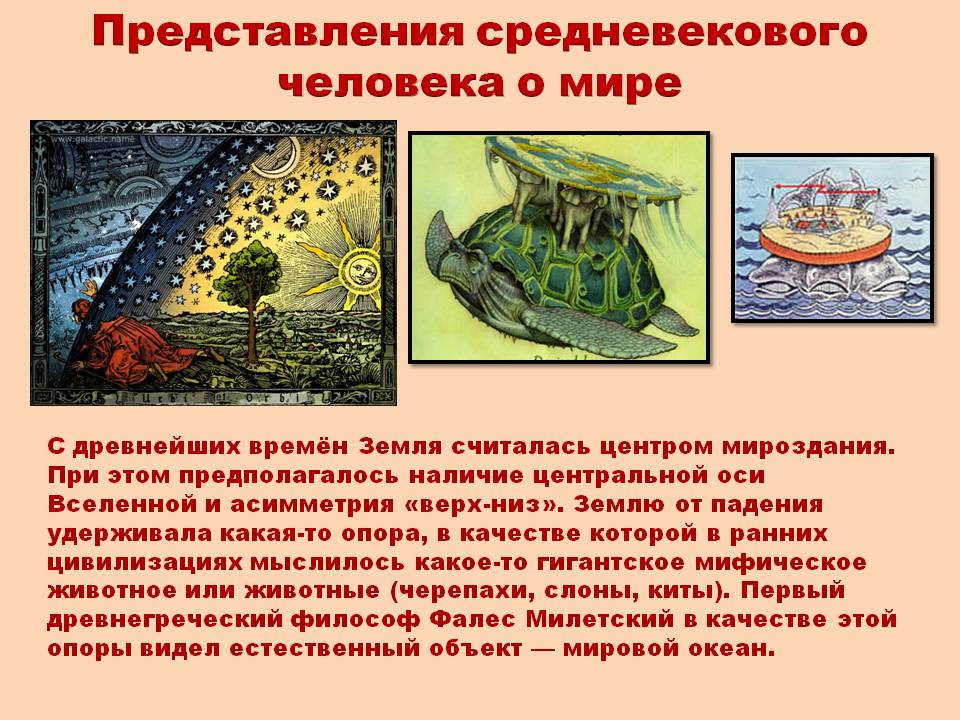 Представления средневекового
человека о мире
www.galactic.name
С древнейших времён Земля считалась центром мироздания.
При этом предполагалось наличие центральной оси
Вселенной и асимметрия «верх-низ». Землю от падения
удерживала какая-то опора, в качестве которой в ранних
цивилизациях мыслилось какое-то гигантское мифическое
животное или животные (черепахи, слоны, киты). Первый
древнегреческий философ Фалес Милетский в качестве этой
опоры видел естественный объект — мировой океан.